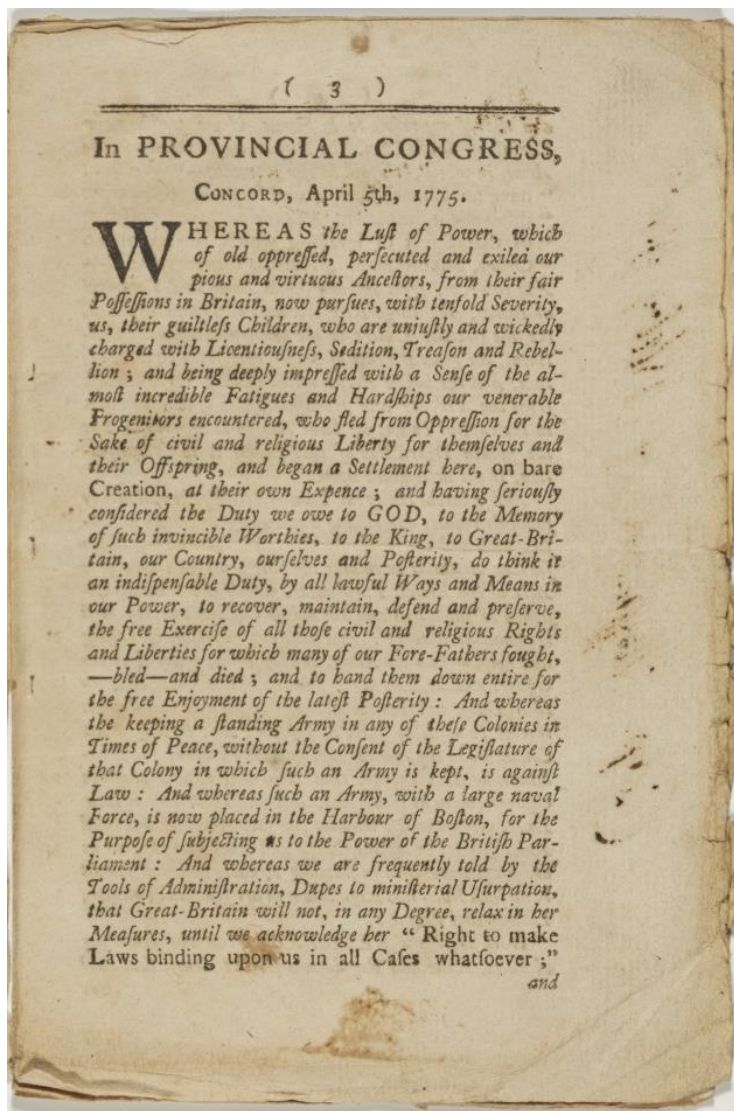 ( 3 )
In PROVINCIAL CONGRESS,
CONCORD, April 5th, 1775.
WHEREAS the Luſt of Power, which
of old oppreſſed, perſecuted and exiled our
pious and virtuous Anceſtors, from their fair
Poſſeſſions in Britain, now purſues, with tenfold Severity,
us, their guiltleſs Children, who are unjuſtly and wickedly
charged with Licentiouſneſs, Sedition, Treaſon and Rebel-
lion ; and being deeply impreſſed with a Senſe of the al-
moſt incredible Fatigues and Hardſhips our venerable
Progenitors encountered, who fled from Oppreſſion for the
Sake of civil and religious Liberty for themſelves and
their Offspring, and began a Settlement here, on bare
Creation, at their own Expence ; and having ſeriouſly
conſidered the Duty we owe to GOD, to the Memory
of ſuch invincible Worthies, to the King, to Great-Bri-
tain, our Country, ourſelves and Poſterity, do think it
an indiſpenſable Duty, by all lawful Ways and Means in
our Power, to recover, maintain, defend and preſerve,
the free Exerciſe of all thoſe civil and religious Rights
and Liberties for which many of our Fore-Fathers fought,
—bled—and died ; and to hand them down entire for
the free Enjoyment of the lateſt Poſterity : And whereas
the keeping a ſtanding Army in any of theſe Colonies in
Times of Peace, without the Conſent of the Legiſlature of
that Colony in which ſuch an Army is kept, is againſt
Law : And whereas ſuch an Army, with a large naval
Force, is now placed in the Harbour of Boſton, for the
Purpoſe of ſubjecting us to the Power of the Britiſh Par-
liament : And whereas we are frequently told by the
Tools of Adminiſtration, Dupes to miniſterial Uſurpation,
that Great-Britain will not, in any Degree, relax in her
Meaſures, until we acknowledge her “ Right to make
Laws binding upon us in all Caſes whatſoever ;”
and